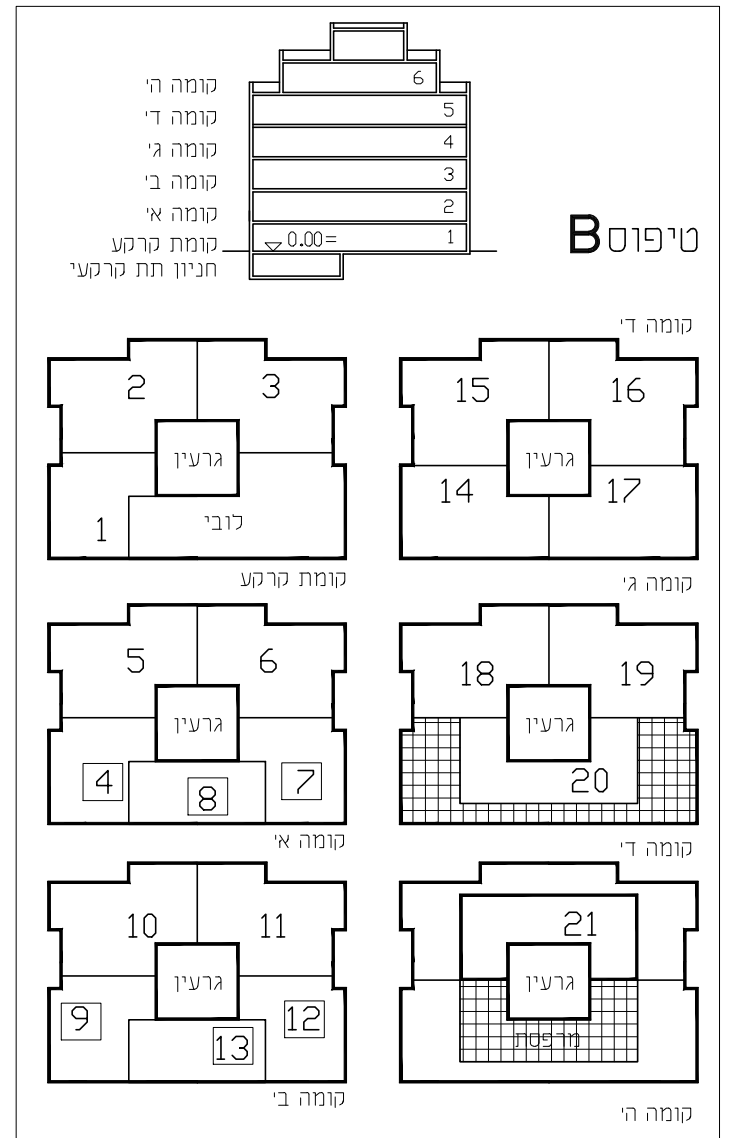 קומה ה'
6
קומה ד'
5
קומה ג'
4
קומה ב'
3
קומה א'
2
קומת קרקע
0.00=
1
חניון תת קרקעי
טיפוס B
קומה ד'
2
3
גרעין
1
לובי
קומת קרקע
15
16
גרעין
14
17
קומה ג'
5
6
גרעין
4
8
7
קומה א'
18
19
גרעין
20
קומה ד'
10
11
גרעין
9
13
12
קומה ב'
21
גרעין
מרפסת
קומה ה'